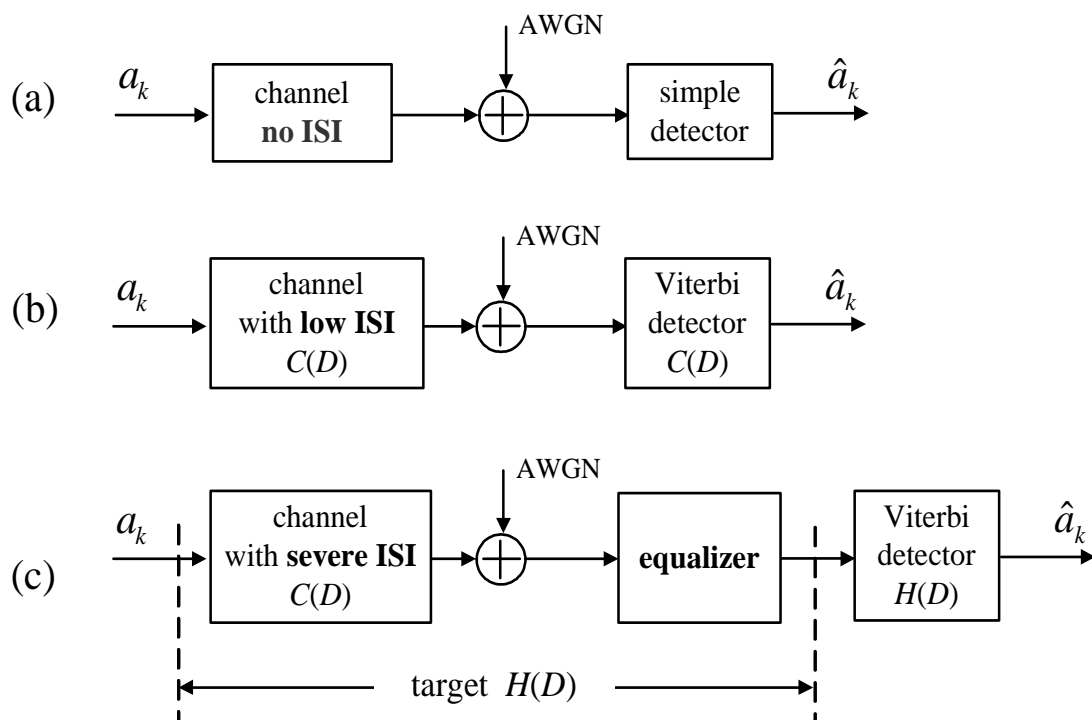 AWGN
(a)
a_k
channel
no ISI
simple
detector
â_k
AWGN
(b)
a_k
channel
with low ISI
C(D)
Viterbi
detector
C(D)
â_k
AWGN
(c)
a_k
channel
with severe ISI
C(D)
equalizer
Viterbi
detector
H(D)
â_k
target H(D)